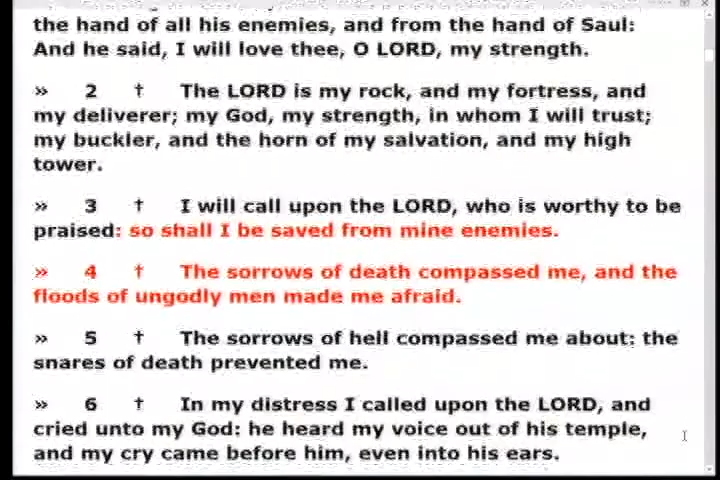 the hand of all his enemies, and from the hand of Saul:
And he said, I will love thee, O LORD, my strength.
» 2 † The LORD is my rock, and my fortress, and
my deliverer; my God, my strength, in whom I will trust;
my buckler, and the horn of my salvation, and my high
tower.
» 3 † I will call upon the LORD, who is worthy to be
praised: so shall I be saved from mine enemies.
» 4 † The sorrows of death compassed me, and the
floods of ungodly men made me afraid.
» 5 † The sorrows of hell compassed me about: the
snares of death prevented me.
» 6 † In my distress I called upon the LORD, and
cried unto my God: he heard my voice out of his temple,
and my cry came before him, even into his ears.